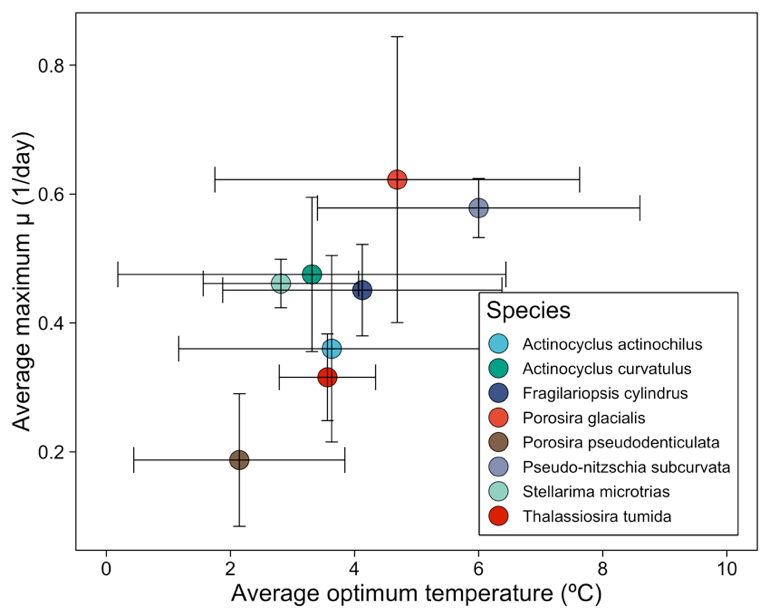 0.8
0.6
0.4
0.2
Average maximum μ (1/day)
Species
Actinocyclus actinochilus
Actinocyclus curvatulus
Fragilariopsis cylindrus
Porosira glacialis
Porosira pseudodenticulata
Pseudo-nitzschia subcurvata
Stellarima microtrias
Thalassiosira tumida
0 2 4 6 8 10
Average optimum temperature (ºC)